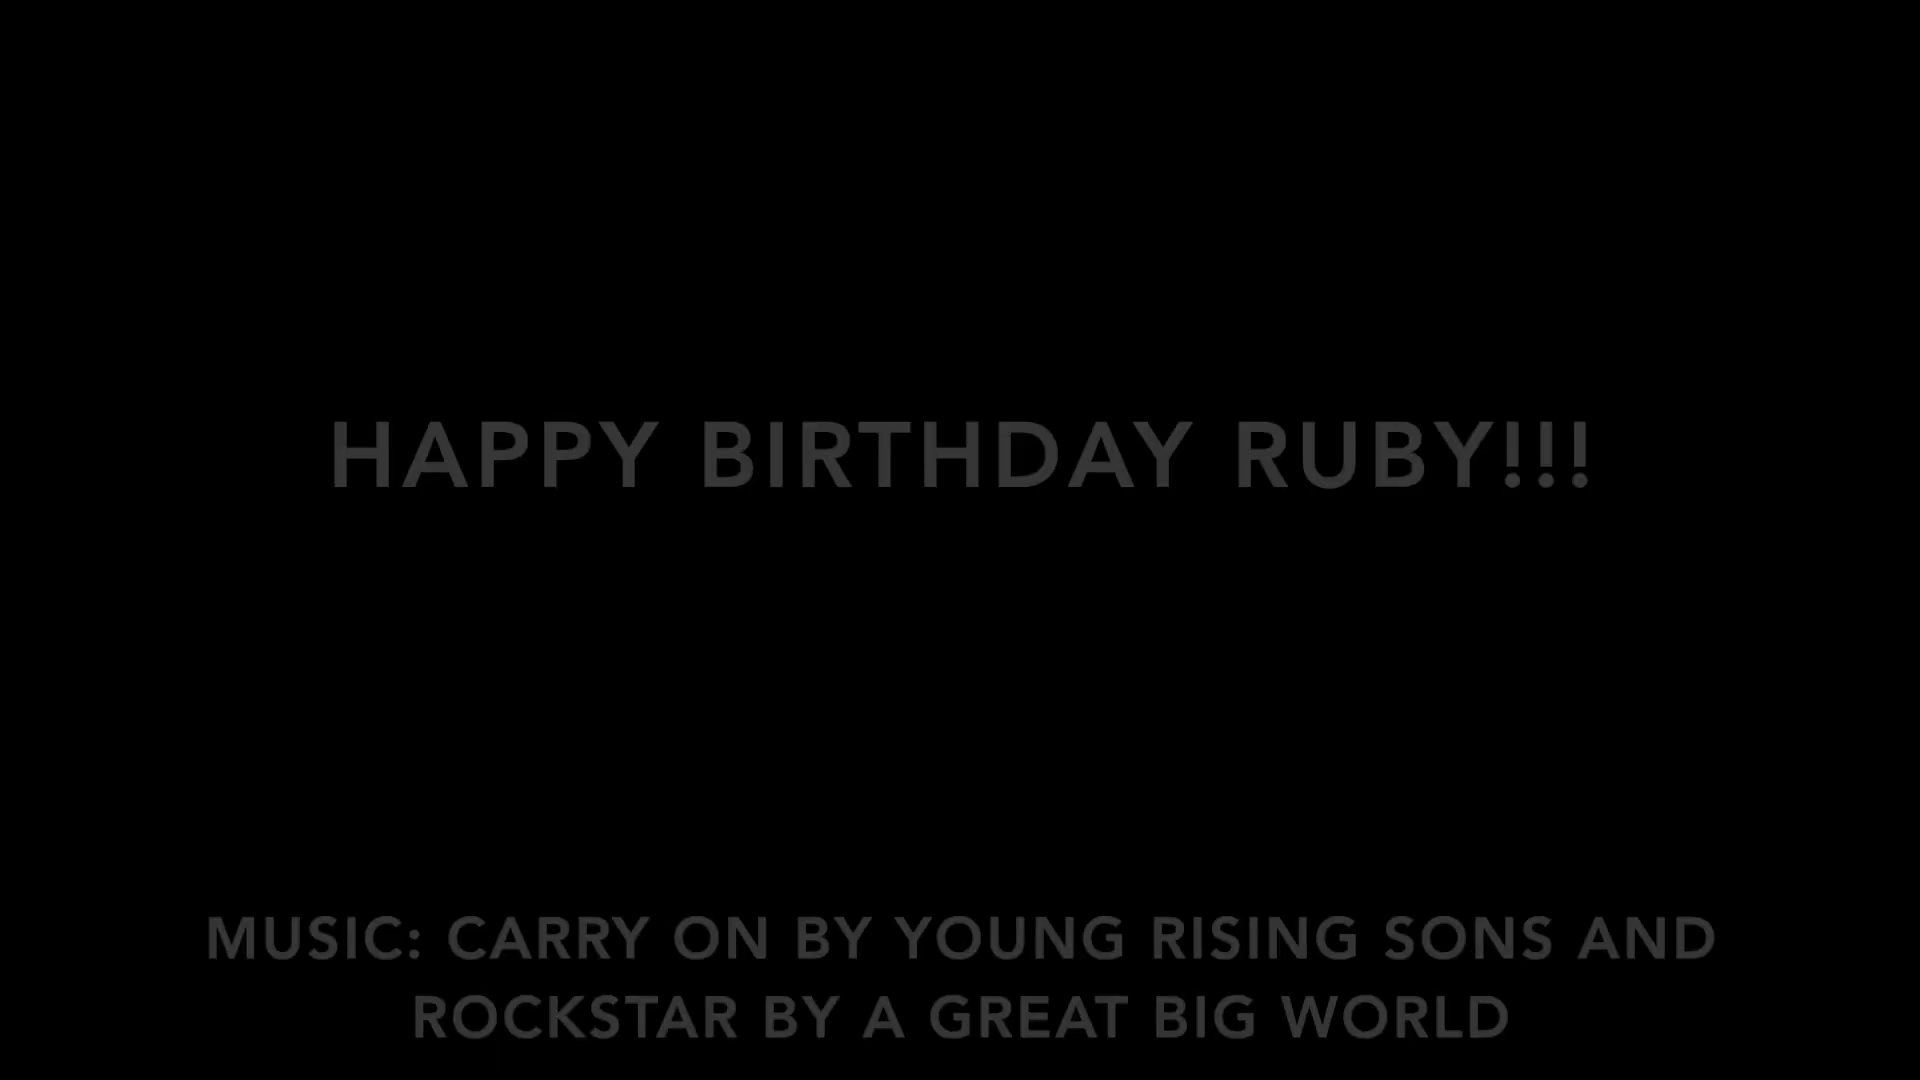 HAPPY BIRTHDAY RUBY!!!
MUSIC: CARRY ON BY YOUNG RISING SONS AND
ROCKSTAR BY A GREAT BIG WORLD